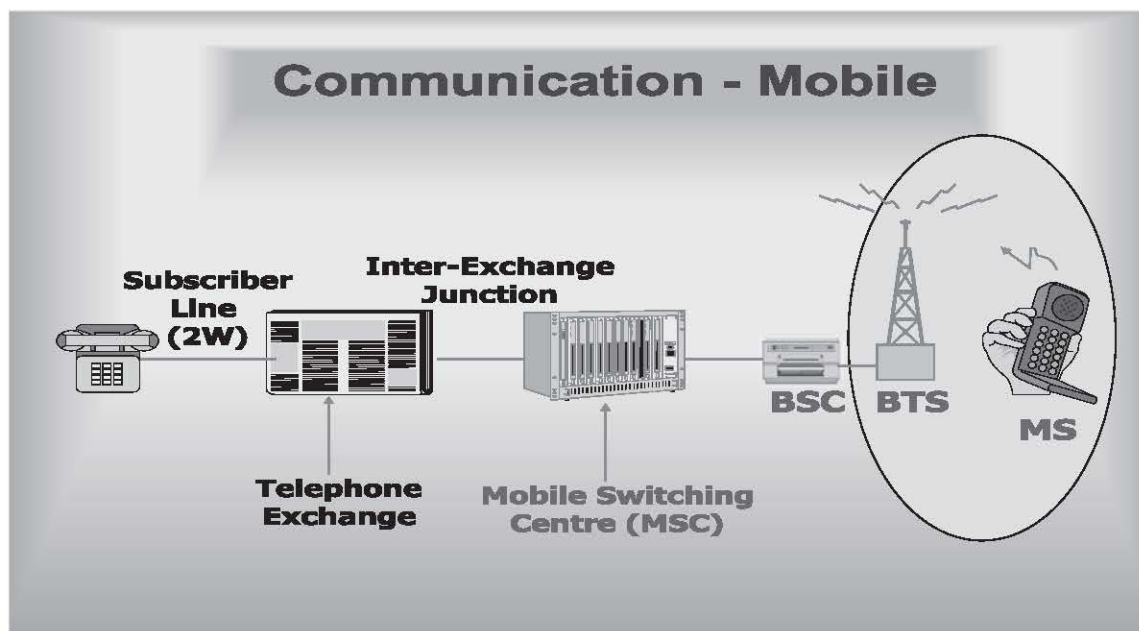 Communication - Mobile
Subscriber
Line
(2W)
Inter-Exchange
Junction
BSC
BTS
MS
Telephone
Exchange
Mobile Switching
Centre (MSC)